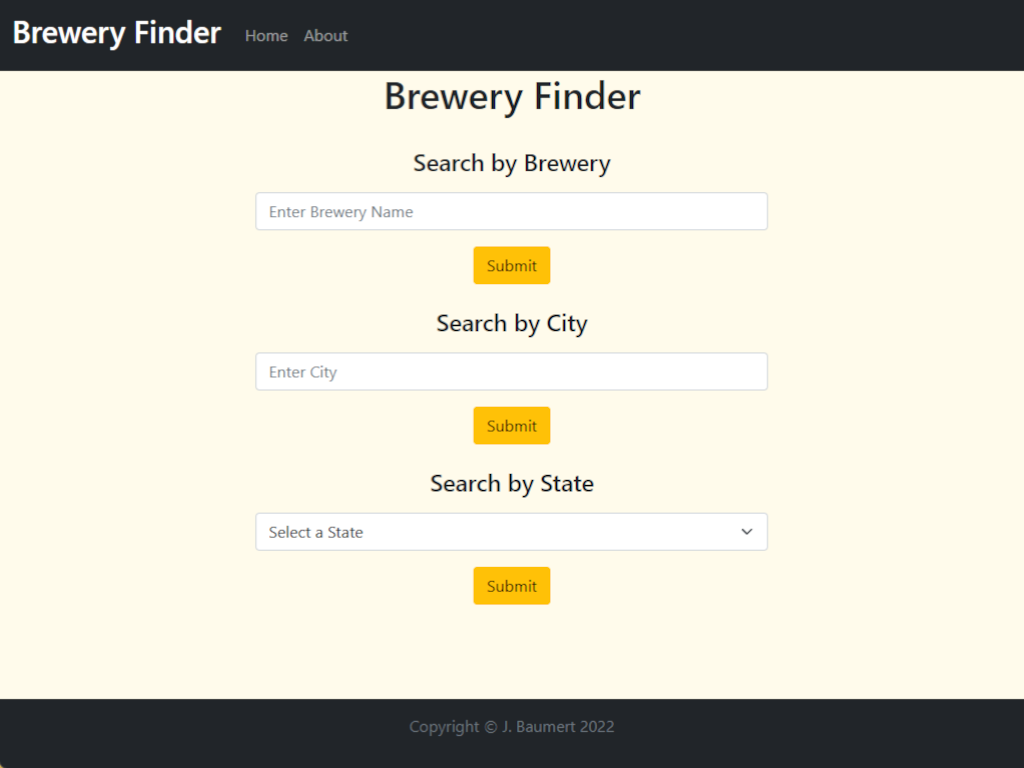 Brewery Finder Home About
Brewery Finder
Search by Brewery
Enter Brewery Name
Submit
Search by City
Enter City
Submit
Search by State
Select a State
Submit
Copyright © J. Baumert 2022